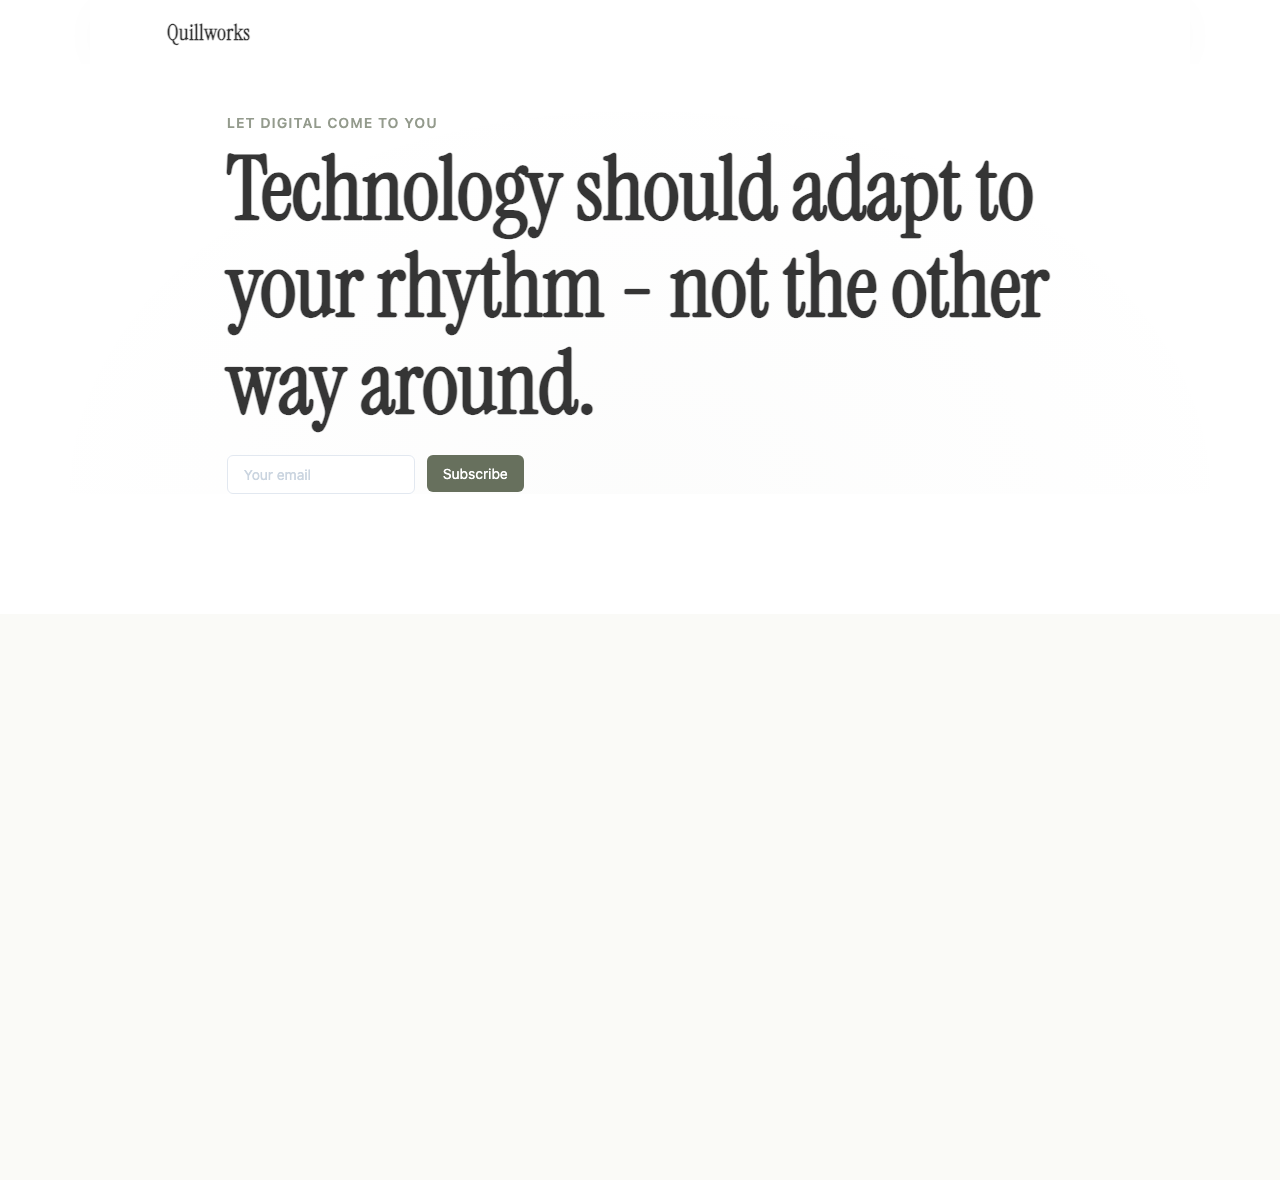 Quillworks
LET DIGITAL COME TO YOU
Technology should adapt to
your rhythm - not the other
way around.
Your email
Subscribe